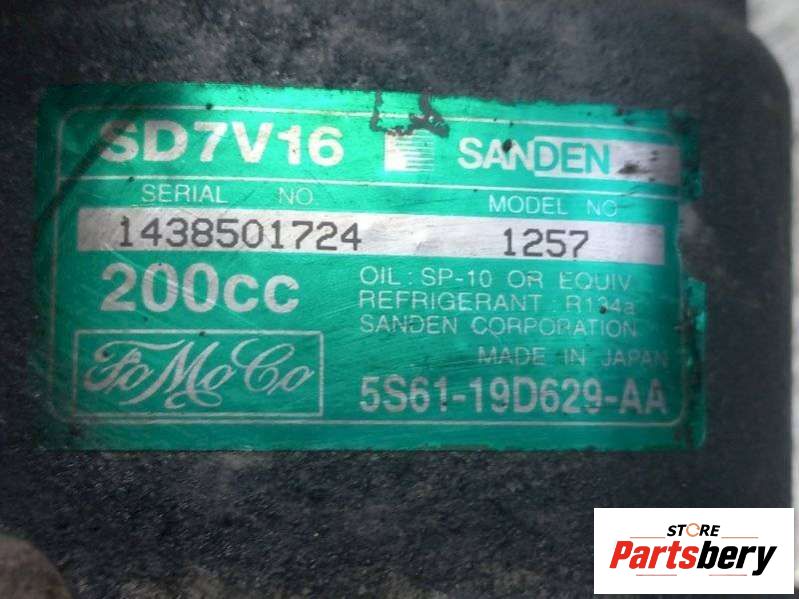 SD7V16 SANDEN
SERIAL NO. MODEL NO
1438501724 1257
200cc OIL : SP-10 OR EQUIV.
REFRIGERANT : R134a
SANDEN CORPORATION
MADE IN JAPAN
FoMoCo 5S61-19D629-AA
STORE
Partsbery